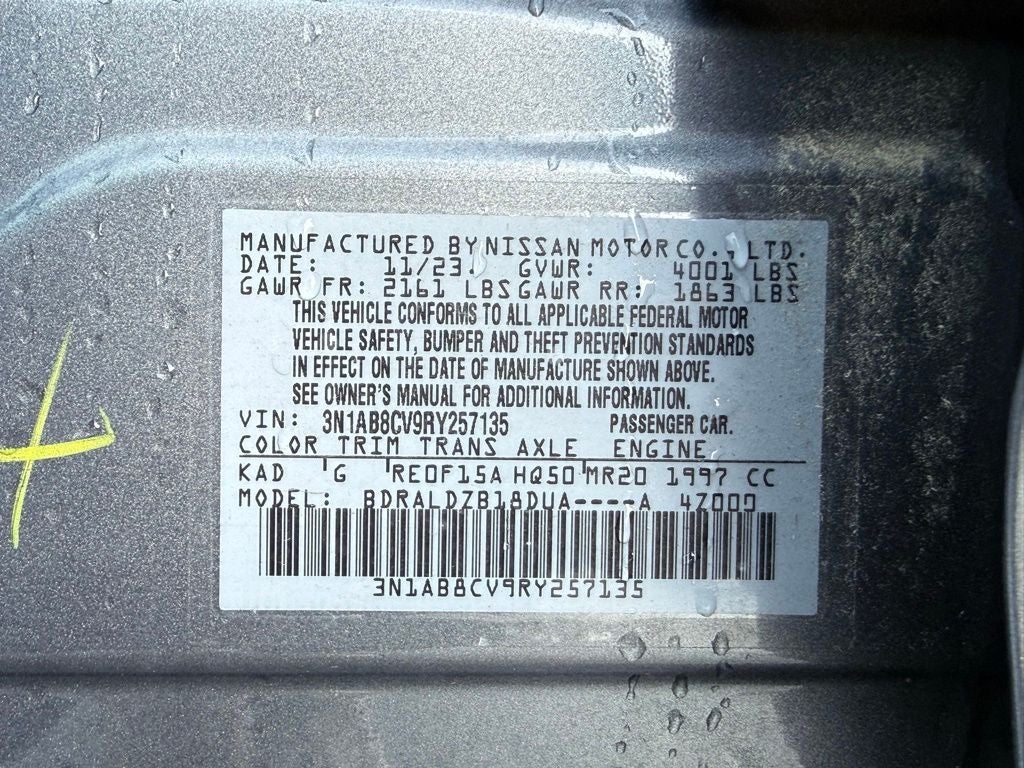 MANUFACTURED BY NISSAN MOTOR CO., LTD.
DATE: 11/23. GVWR: 4001 LBS
GAWR FR: 2161 LBS GAWR RR: 1863 LBS
THIS VEHICLE CONFORMS TO ALL APPLICABLE FEDERAL MOTOR
VEHICLE SAFETY, BUMPER AND THEFT PREVENTION STANDARDS
IN EFFECT ON THE DATE OF MANUFACTURE SHOWN ABOVE.
SEE OWNER'S MANUAL FOR ADDITIONAL INFORMATION.
VIN: 3N1AB8CV9RY257135 PASSENGER CAR.
COLOR TRIM TRANS AXLE ENGINE
KAD G RE0F15A HQ50 MR20 1997 CC
MODEL: BDRALDZB18DUA----A 4Z009
3N1AB8CV9RY257135